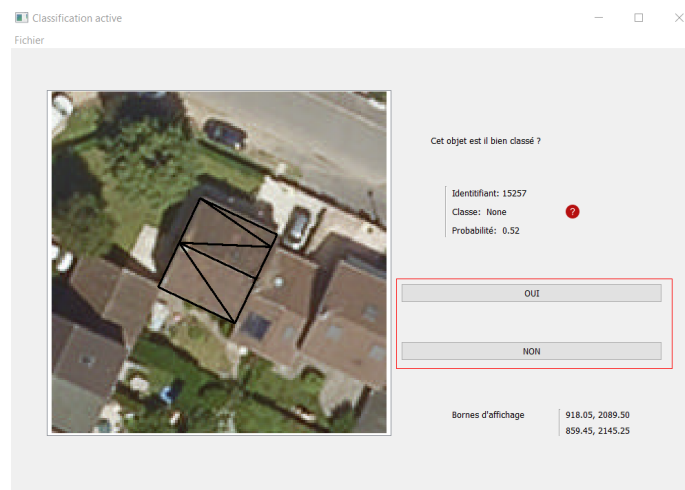 Classification active
Fichier
Cet objet est il bien classé ?
Identitifiant: 15257
Classe: None
?
Probabilité: 0.52
OUI
NON
Bornes d'affichage
918.05, 2089.50
859.45, 2145.25